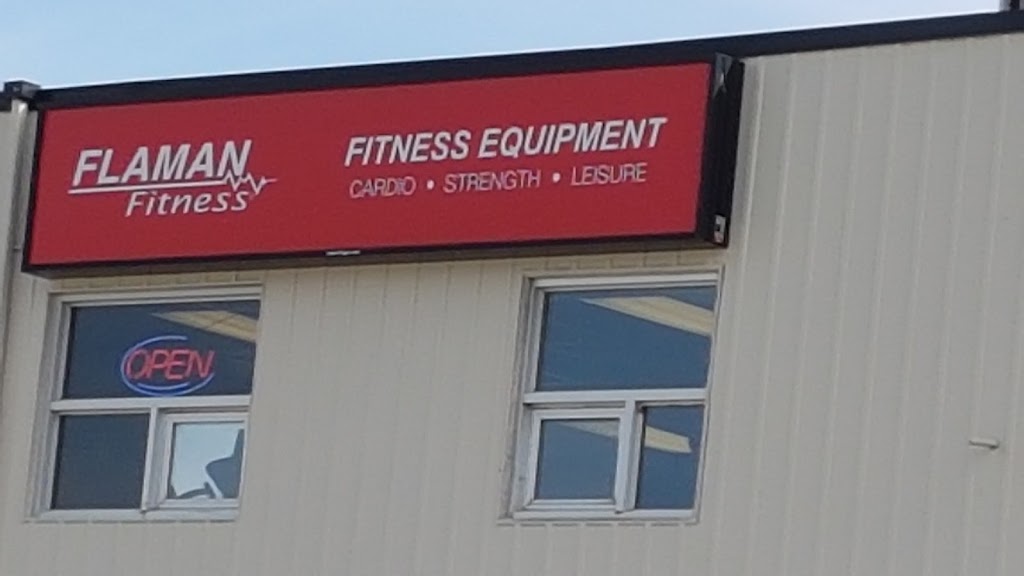 FLAMAN
Fitness
FITNESS EQUIPMENT
CARDIO • STRENGTH • LEISURE
OPEN